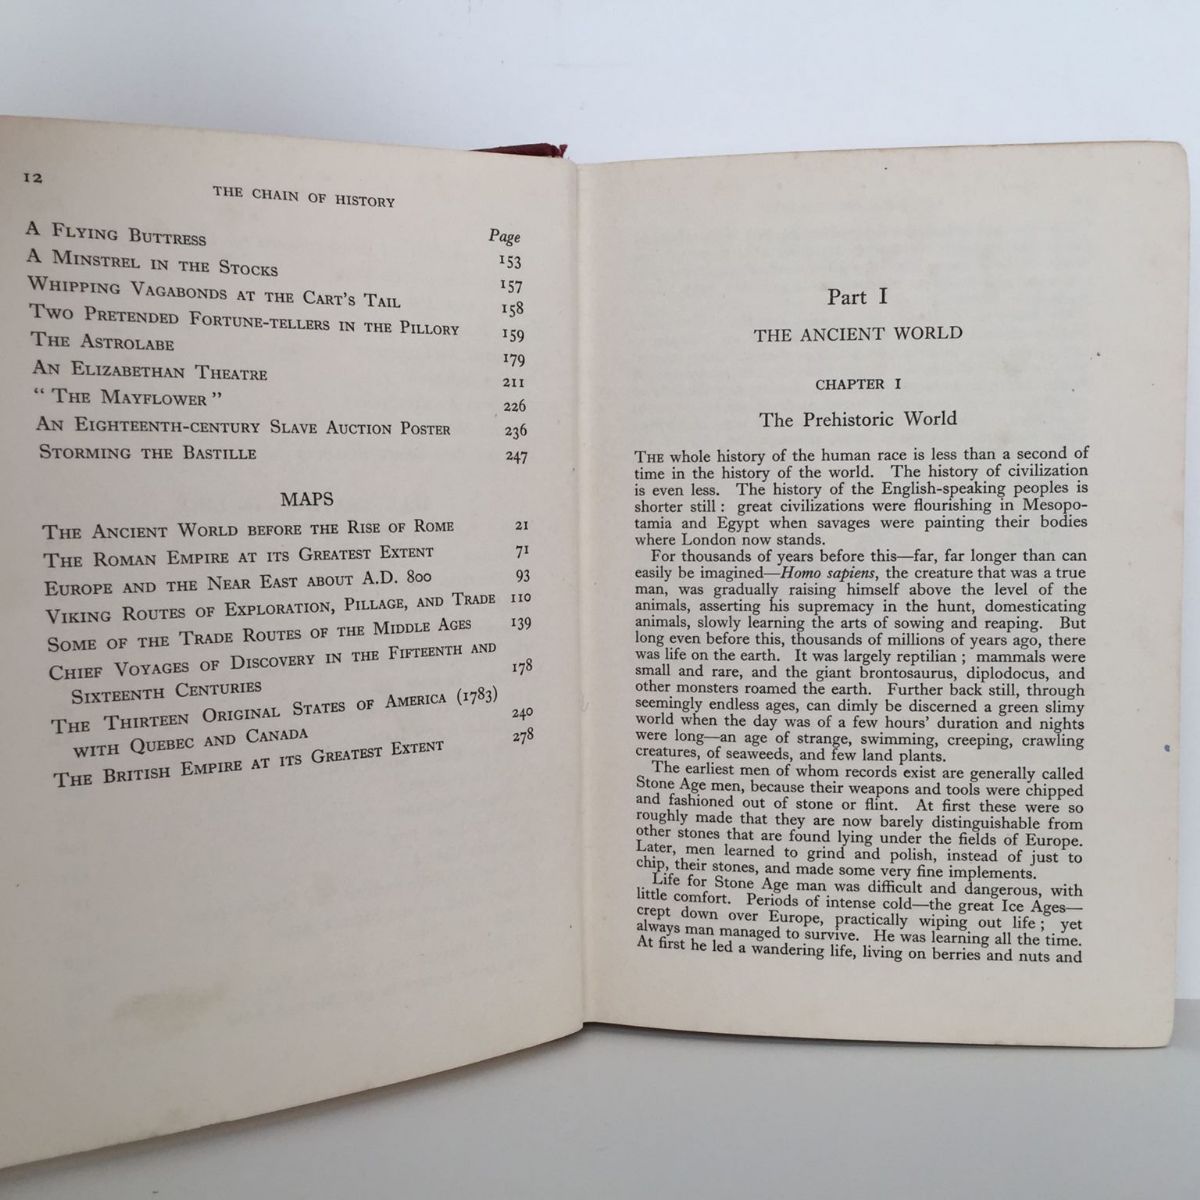 12
THE CHAIN OF HISTORY
Page
A FLYING BUTTRESS 153
A MINSTREL IN THE STOCKS 157
WHIPPING VAGABONDS AT THE CART'S TAIL 158
TWO PRETENDED FORTUNE-TELLERS IN THE PILLORY 159
THE ASTROLABE 179
AN ELIZABETHAN THEATRE 211
“ THE MAYFLOWER ” 226
AN EIGHTEENTH-CENTURY SLAVE AUCTION POSTER 236
STORMING THE BASTILLE 247
MAPS
THE ANCIENT WORLD BEFORE THE RISE OF ROME 21
THE ROMAN EMPIRE AT ITS GREATEST EXTENT 71
EUROPE AND THE NEAR EAST ABOUT A.D. 800 93
VIKING ROUTES OF EXPLORATION, PILLAGE, AND TRADE 110
SOME OF THE TRADE ROUTES OF THE MIDDLE AGES 139
CHIEF VOYAGES OF DISCOVERY IN THE FIFTEENTH AND
SIXTEENTH CENTURIES 178
THE THIRTEEN ORIGINAL STATES OF AMERICA (1783)
WITH QUEBEC AND CANADA 240
THE BRITISH EMPIRE AT ITS GREATEST EXTENT 278
Part I
THE ANCIENT WORLD
CHAPTER I
The Prehistoric World
THE whole history of the human race is less than a second of
time in the history of the world. The history of civilization
is even less. The history of the English-speaking peoples is
shorter still : great civilizations were flourishing in Mesopo-
tamia and Egypt when savages were painting their bodies
where London now stands.
For thousands of years before this—far, far longer than can
easily be imagined—Homo sapiens, the creature that was a true
man, was gradually raising himself above the level of the
animals, asserting his supremacy in the hunt, domesticating
animals, slowly learning the arts of sowing and reaping. But
long even before this, thousands of millions of years ago, there
was life on the earth. It was largely reptilian ; mammals were
small and rare, and the giant brontosaurus, diplodocus, and
other monsters roamed the earth. Further back still, through
seemingly endless ages, can dimly be discerned a green slimy
world when the day was of a few hours' duration and nights
were long—an age of strange, swimming, creeping, crawling
creatures, of seaweeds, and few land plants.
The earliest men of whom records exist are generally called
Stone Age men, because their weapons and tools were chipped
and fashioned out of stone or flint. At first these were so
roughly made that they are now barely distinguishable from
other stones that are found lying under the fields of Europe.
Later, men learned to grind and polish, instead of just to
chip, their stones, and made some very fine implements.
Life for Stone Age man was difficult and dangerous, with
little comfort. Periods of intense cold—the great Ice Ages—
crept down over Europe, practically wiping out life ; yet
always man managed to survive. He was learning all the time.
At first he led a wandering life, living on berries and nuts and